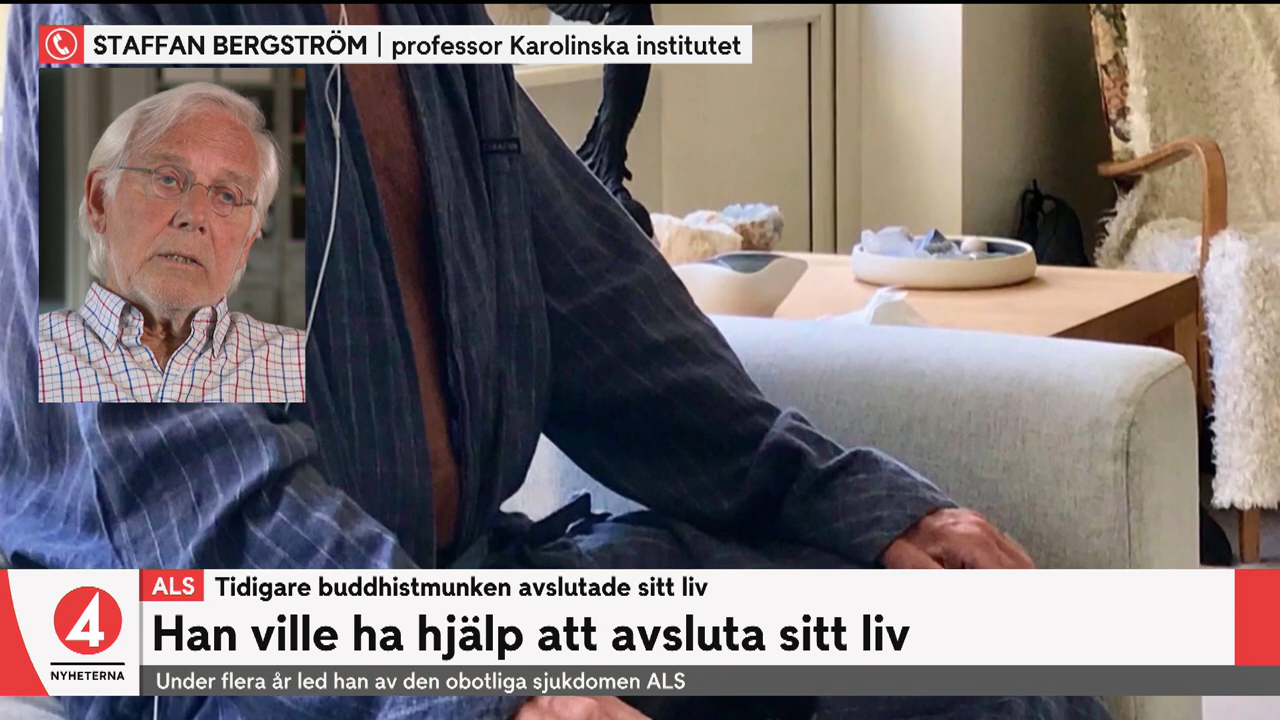 STAFFAN BERGSTRÖM | professor Karolinska institutet
ALS Tidigare buddhistmunken avslutade sitt liv
4 Han ville ha hjälp att avsluta sitt liv
NYHETERNA
Under flera år led han av den obotliga sjukdomen ALS